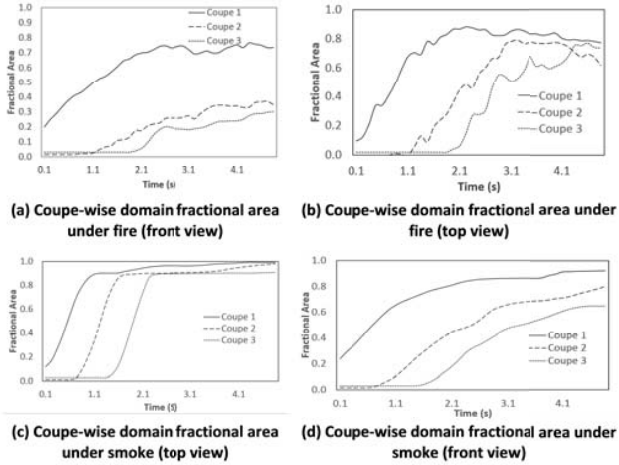 1.0
0.9
0.8
0.7
0.6
0.5
0.4
0.3
0.3
0.1
0.0
Fractional Area
Coupe 1
Coupe 2
Coupe 3
0.1 1.1 2.1 3.1 4.1
Time (s)
(a) Coupe-wise domain fractional area
under fire (front view)
1.0
0.8
0.6
0.4
0.2
0.0
Fractional Area
Coupe 1
Coupe 2
Coupe 3
0.1 1.1 2.1 3.1 4.1
Time (s)
(b) Coupe-wise domain fractional area under
fire (top view)
1.0
0.8
0.6
0.4
0.2
0.0
Fractional Area
Coupe 1
Coupe 2
Coupe 3
0.1 1.1 2.1 3.1 4.1
Time (s)
(c) Coupe-wise domain fractional area
under smoke (top view)
1.0
0.8
0.6
0.4
0.2
0.0
Fractional Area
Coupe 1
Coupe 2
Coupe 3
0.1 1.1 2.1 3.1 4.1
Time (s)
(d) Coupe-wise domain fractional area under
smoke (front view)